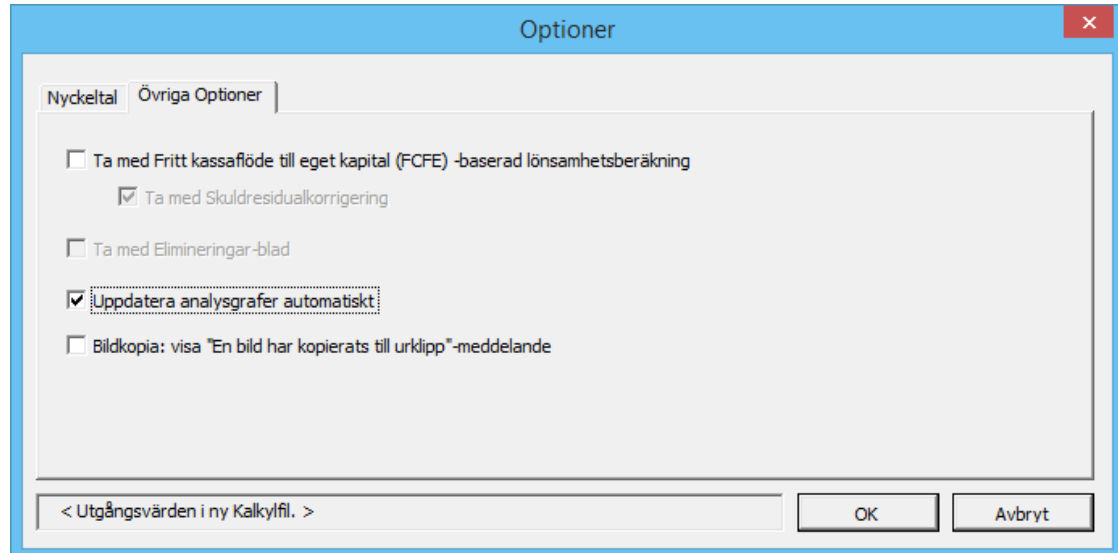 Optioner
Nyckeltal Övriga Optioner
Ta med Fritt kassaflöde till eget kapital (FCFE) -baserad lönsamhetsberäkning
Ta med Skuldresidualkorrigering
Ta med Elimineringar-blad
Uppdatera analysgrafer automatiskt
Bildkopia: visa "En bild har kopierats till urklipp"-meddelande
< Utgångsvärden i ny Kalkylfil. > OK Avbryt